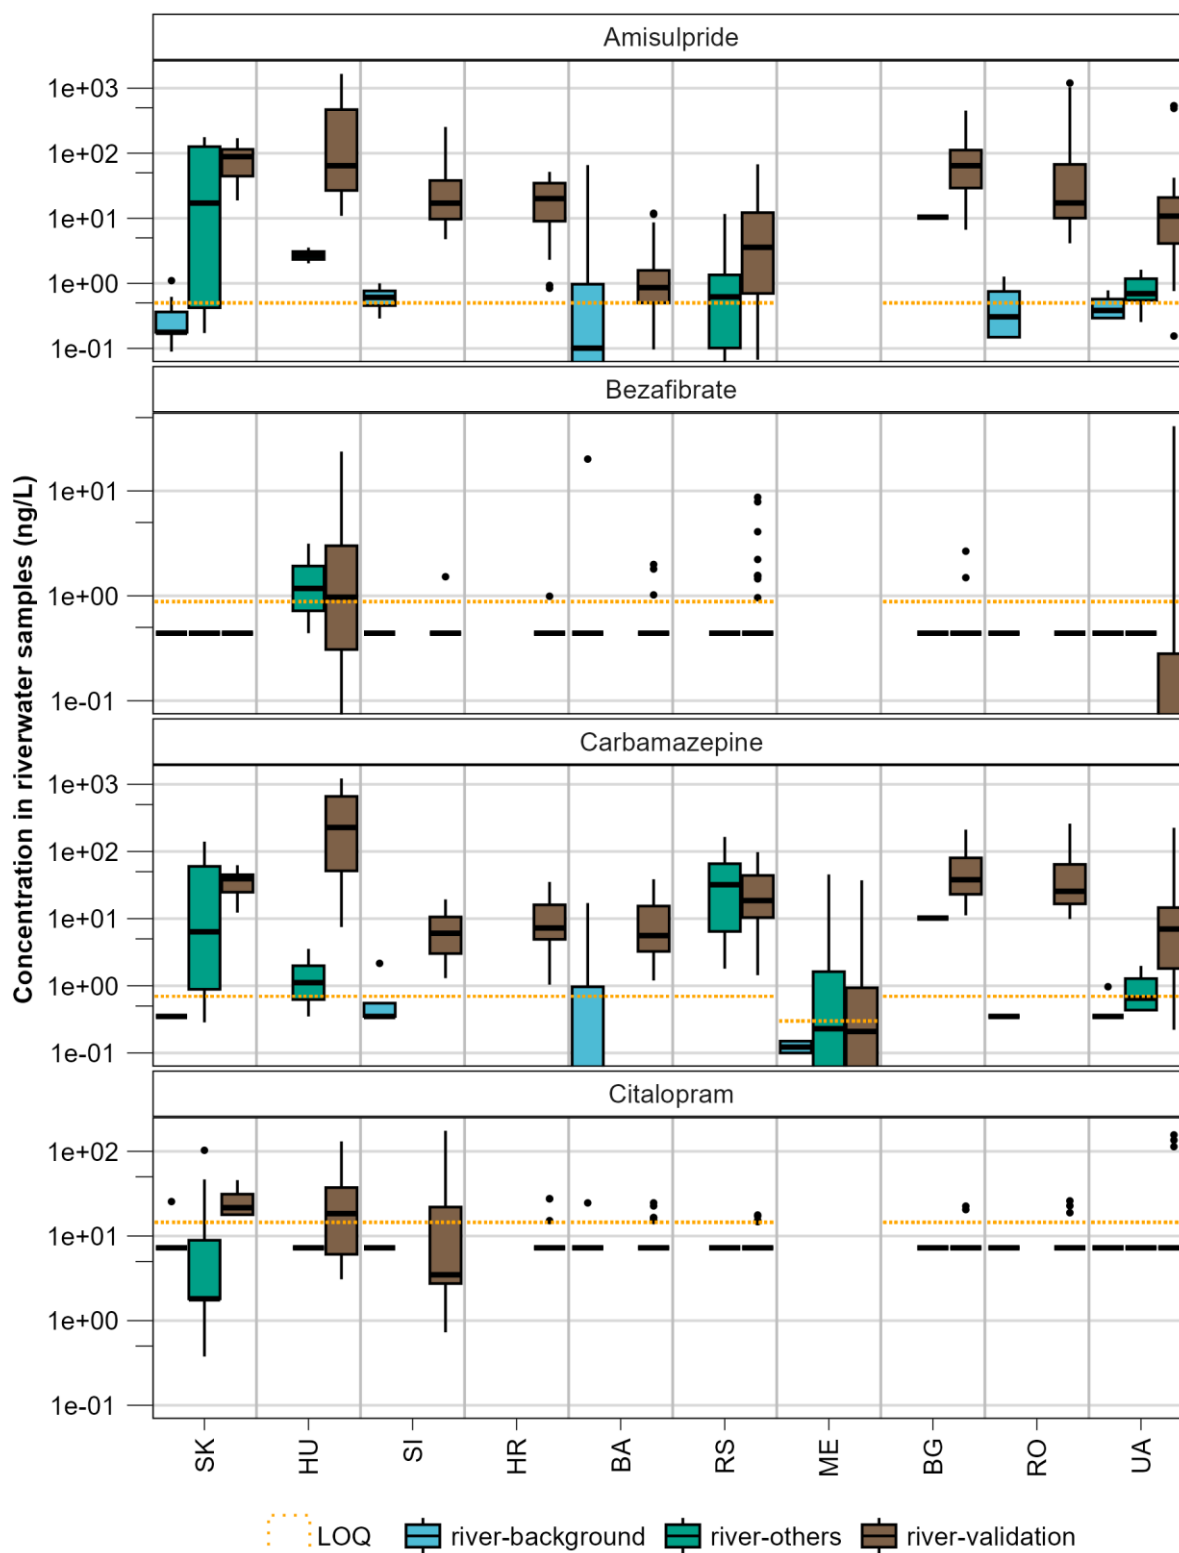 Amisulpride
1e+03
1e+02
1e+01
1e+00
1e-01
Bezafibrate
1e+01
1e+00
1e-01
Concentration in riverwater samples (ng/L)
Carbamazepine
1e+03
1e+02
1e+01
1e+00
1e-01
Citalopram
1e+02
1e+01
1e+00
1e-01
SK HU SI HR BA RS ME BG RO UA
LOQ river-background river-others river-validation